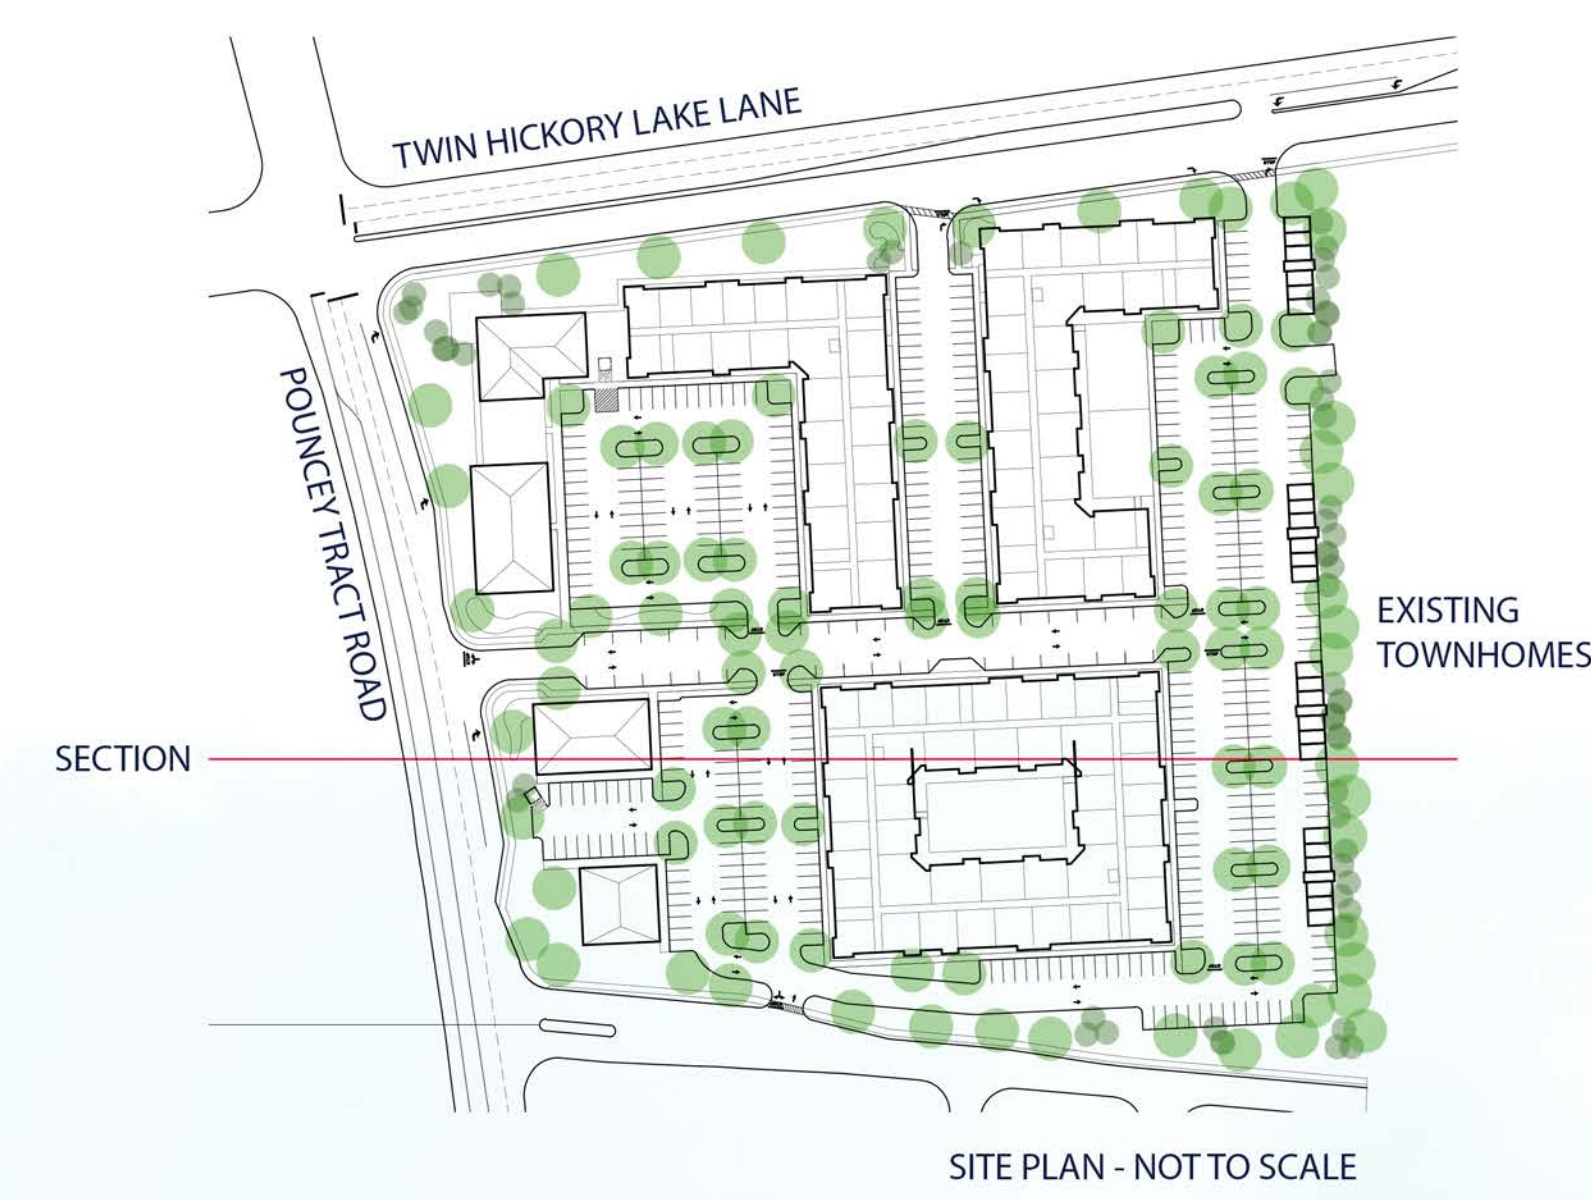 TWIN HICKORY LAKE LANE
POUNCEY TRACT ROAD
EXISTING
TOWNHOMES
SECTION
SITE PLAN - NOT TO SCALE